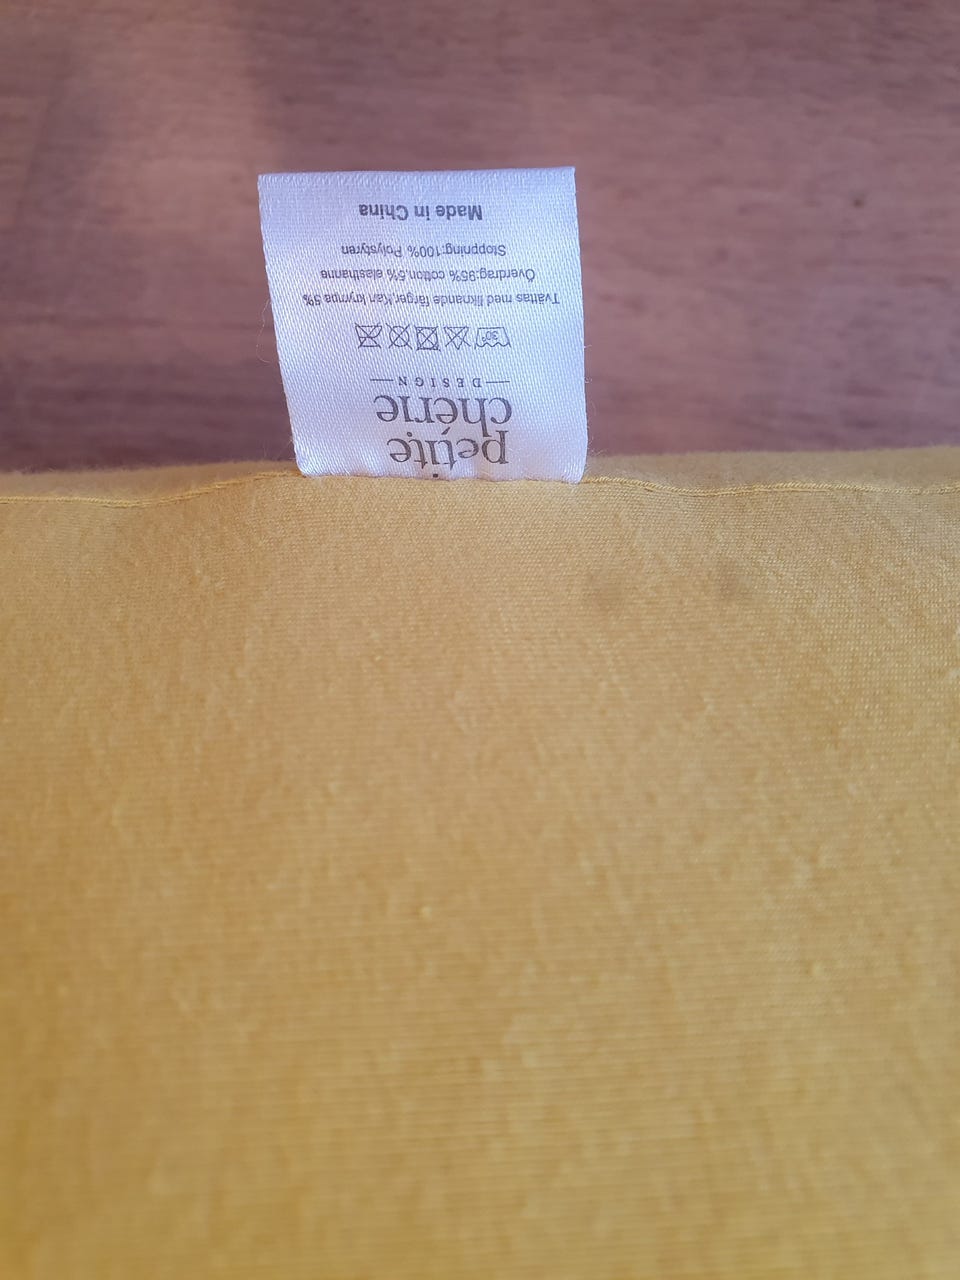 petite
chérie
DESIGN
30°
Tvättas med liknande färger.Kan krympa 5%
Överdrag:95% cotton,5% elasthanne
Stoppning:100% Polystyren
Made in China